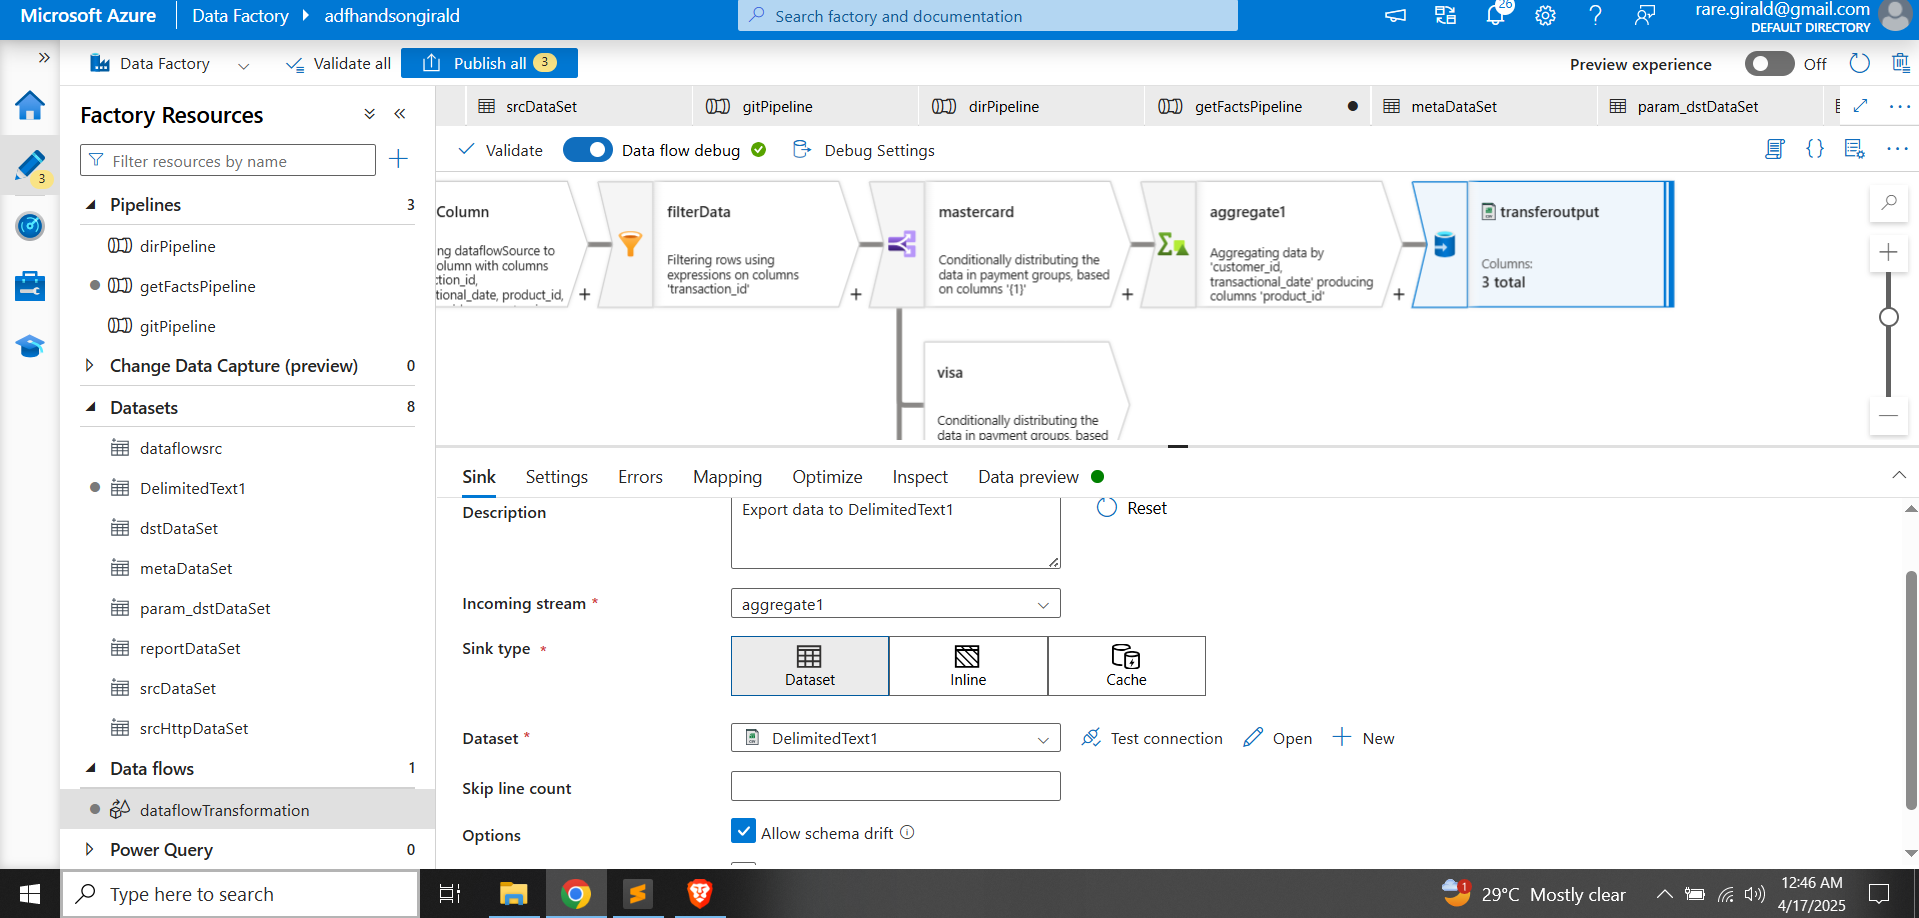 Microsoft Azure
Data Factory
adfhandsongirald
Search factory and documentation
26
rare.girald@gmail.com
DEFAULT DIRECTORY
Data Factory
Validate all
Publish all 3
Preview experience
Off
3
Factory Resources
Filter resources by name
Pipelines 3
dirPipeline
getFactsPipeline
gitPipeline
Change Data Capture (preview) 0
Datasets 8
dataflowsrc
DelimitedText1
dstDataSet
metaDataSet
param_dstDataSet
reportDataSet
srcDataSet
srcHttpDataSet
Data flows 1
dataflowTransformation
Power Query 0
srcDataSet
gitPipeline
dirPipeline
getFactsPipeline
metaDataSet
param_dstDataSet
Validate
Data flow debug
Debug Settings
Column
ng dataflowSource to
olumn with columns
tion_id,
tional_date, product_id,
filterData
Filtering rows using
expressions on columns
'transaction_id'
mastercard
Conditionally distributing the
data in payment groups, based
on columns '{1}'
aggregate1
Aggregating data by
'customer_id,
transactional_date' producing
columns 'product_id'
transferoutput
Columns:
3 total
visa
Conditionally distributing the
data in payment groups, based
Sink
Settings
Errors
Mapping
Optimize
Inspect
Data preview
Description
Export data to DelimitedText1
Reset
Incoming stream *
aggregate1
Sink type *
Dataset
Inline
Cache
Dataset *
DelimitedText1
Test connection
Open
New
Skip line count
Options
Allow schema drift
Type here to search
1
29°C Mostly clear
12:46 AM
4/17/2025